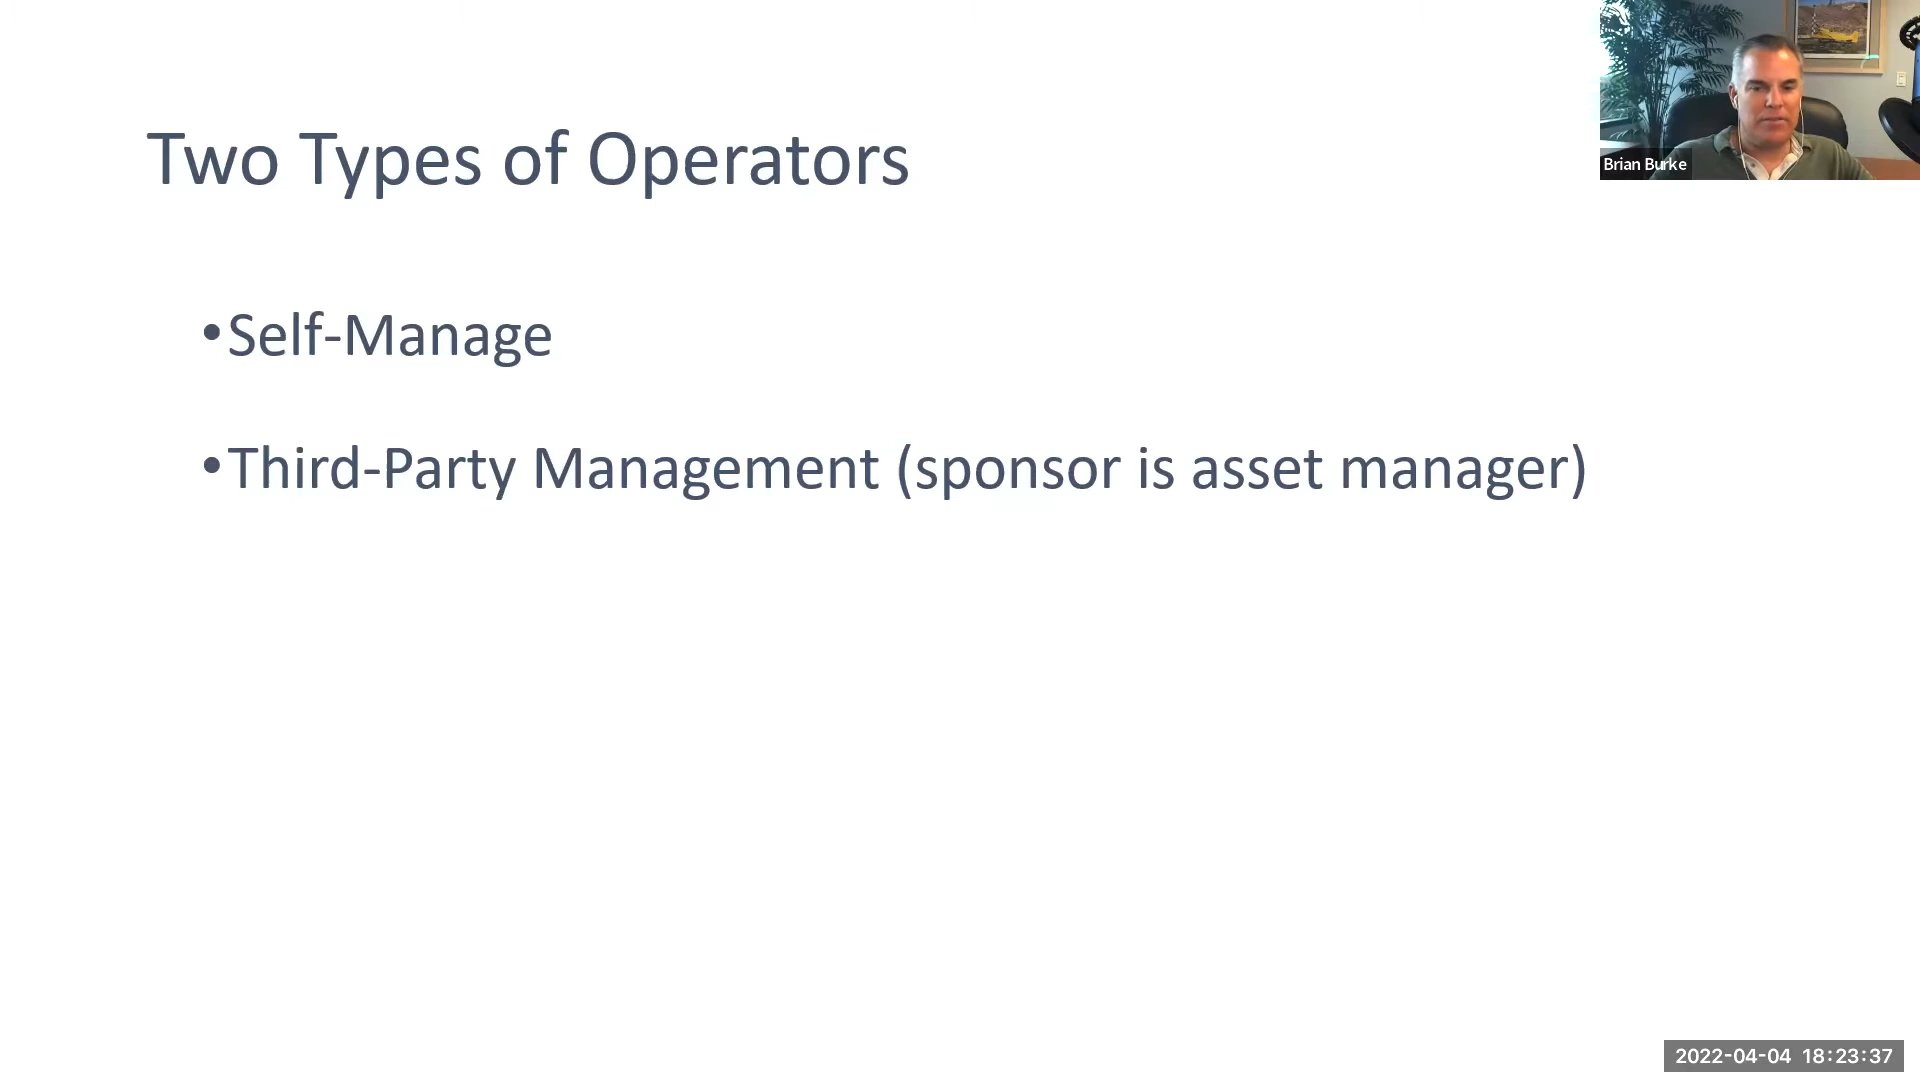 Two Types of Operators
Brian Burke
•Self-Manage
•Third-Party Management (sponsor is asset manager)
2022-04-04 18:23:37